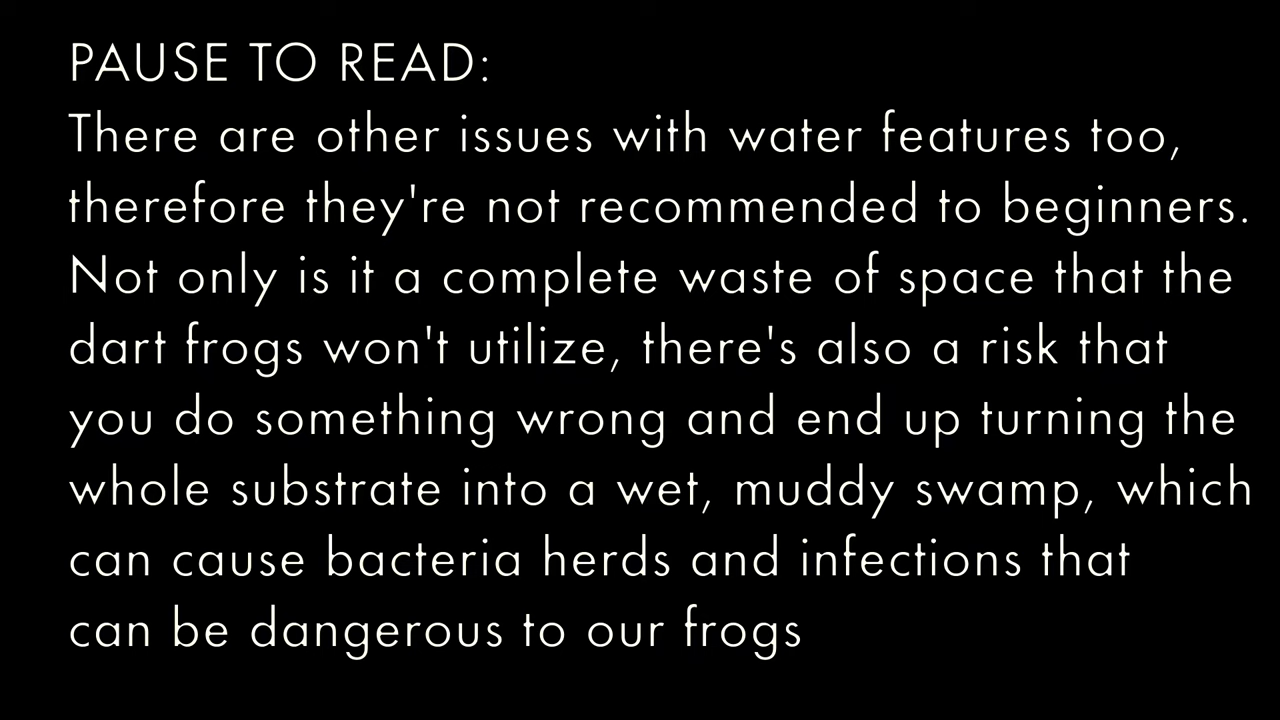 PAUSE TO READ:
There are other issues with water features too,
therefore they're not recommended to beginners.
Not only is it a complete waste of space that the
dart frogs won't utilize, there's also a risk that
you do something wrong and end up turning the
whole substrate into a wet, muddy swamp, which
can cause bacteria herds and infections that
can be dangerous to our frogs